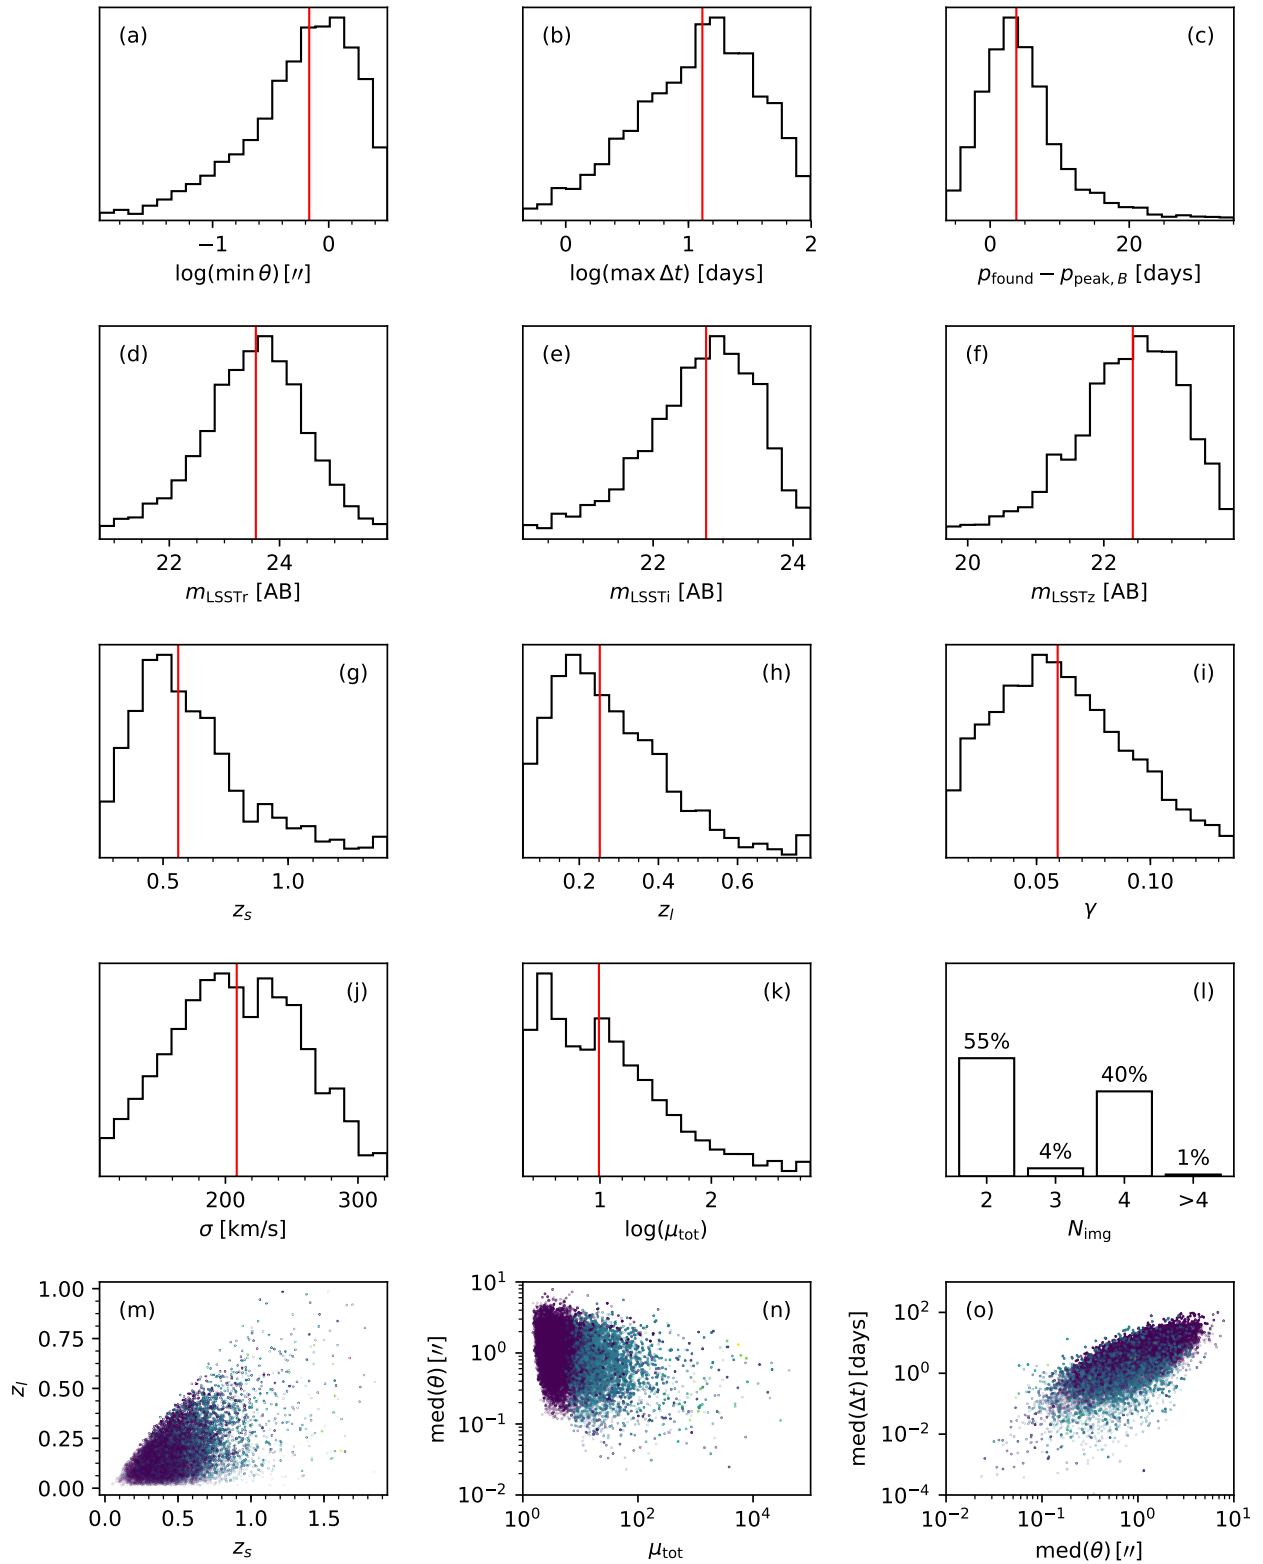 (a)
(b)
(c)
−1 0
0 1 2
0 20
log(min θ) [″]
log(max Δt) [days]
p_found − p_peak, B [days]
(d)
(e)
(f)
22 24
22 24
20 22
m_LSSTr [AB]
m_LSSTi [AB]
m_LSSTz [AB]
(g)
(h)
(i)
0.5 1.0
0.2 0.4 0.6
0.05 0.10
z_s
z_l
γ
(j)
(k)
(l)
55%
4%
40%
1%
200 300
1 2
2 3 4 >4
σ [km/s]
log(μ_tot)
N_img
(m)
1.00
0.75
0.50
0.25
0.00
z_l
0.0 0.5 1.0 1.5
z_s
(n)
10^1
10^0
10^−1
10^−2
med(θ) [″]
10^0 10^2 10^4
μ_tot
(o)
10^2
10^0
10^−2
10^−4
med(Δt) [days]
10^−2 10^−1 10^0 10^1
med(θ) [″]